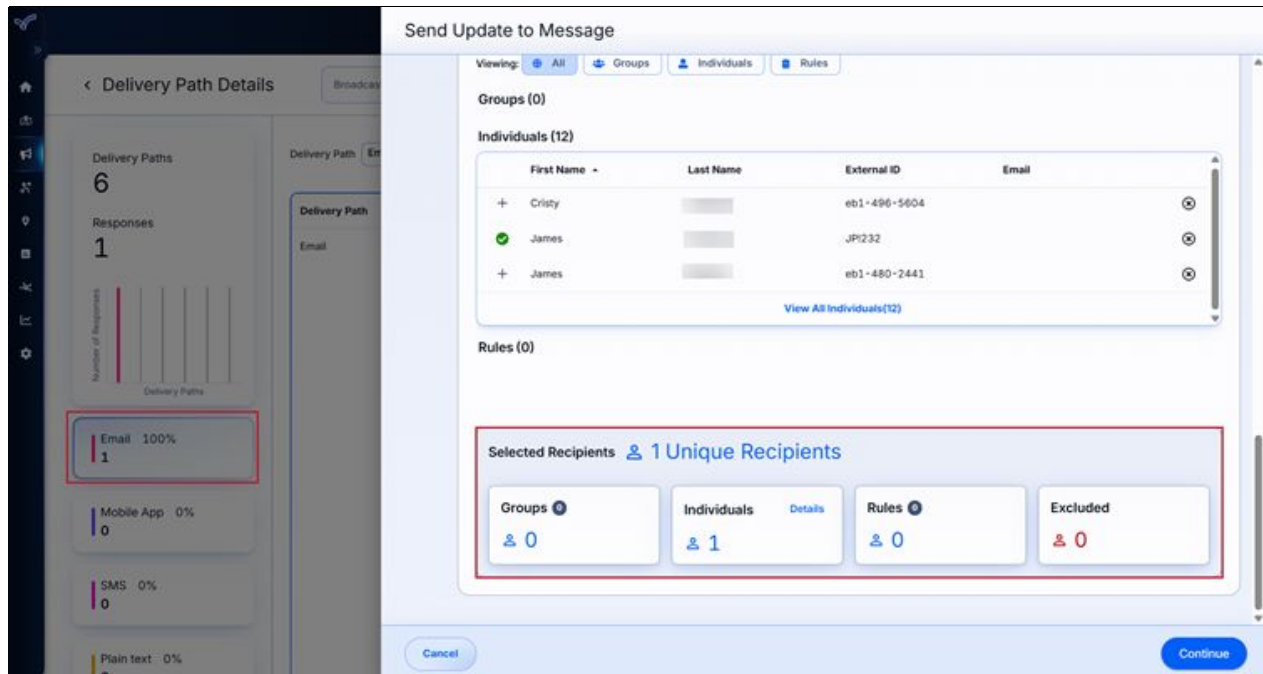 Send Update to Message
Viewing: All Groups Individuals Rules
Delivery Path Details
Groups (0)
Individuals (12)
First Name Last Name External ID Email
Cristy eb1-496-5604
James JPI232
James eb1-480-2441
View All Individuals(12)
Rules (0)
Selected Recipients 1 Unique Recipients
Groups 0
Individuals Details 1
Rules 0
Excluded 0
Cancel Continue
Delivery Paths
6
Responses
1
Number of Responses
Delivery Paths
Email 100%
1
Mobile App 0%
0
SMS 0%
0
Plain text 0%
Delivery Path
Delivery Path
Email